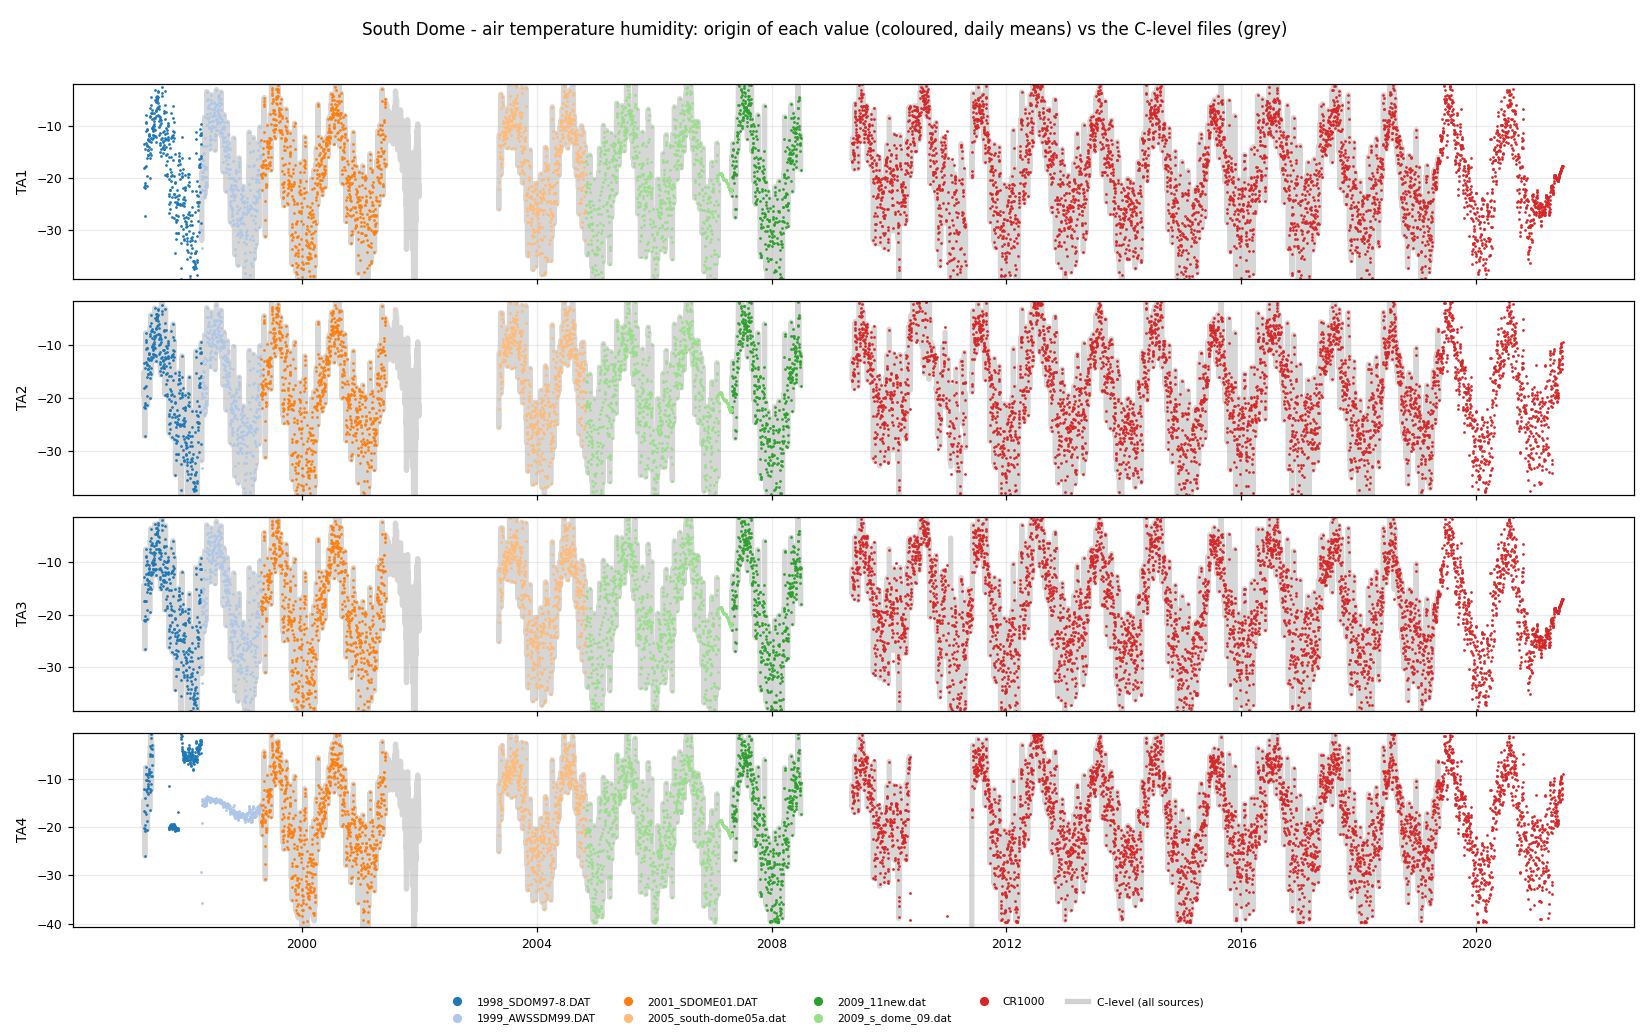 South Dome - air temperature humidity: origin of each value (coloured, daily means) vs the C-level files (grey)
TA1
−10
−20
−30
TA2
−10
−20
−30
TA3
−10
−20
−30
TA4
−10
−20
−30
−40
2000 2004 2008 2012 2016 2020
1998_SDOM97-8.DAT 2001_SDOME01.DAT 2009_11new.dat CR1000 C-level (all sources)
1999_AWSSDM99.DAT 2005_south-dome05a.dat 2009_s_dome_09.dat